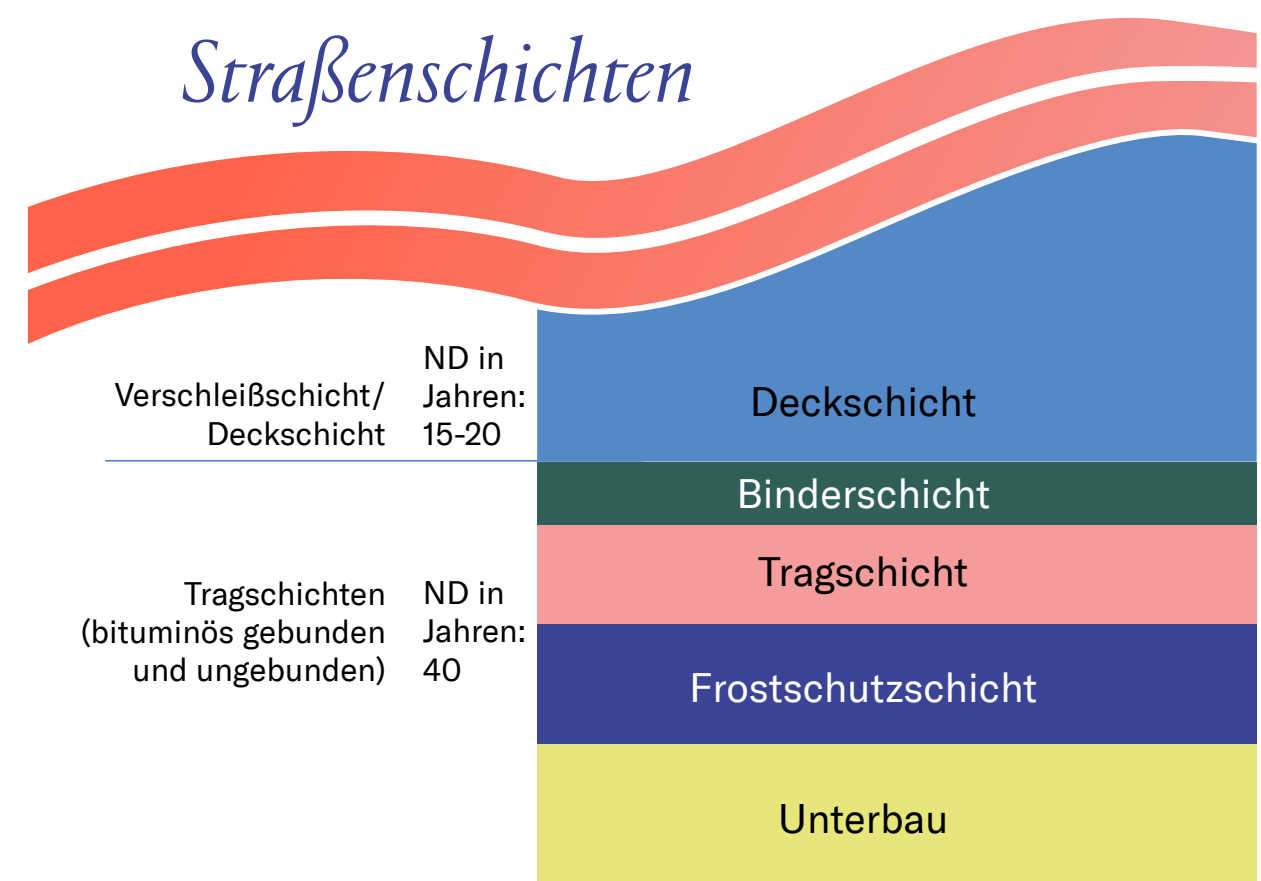 Straßenschichten
Verschleißschicht/
Deckschicht
ND in
Jahren:
15-20
Deckschicht
Binderschicht
Tragschicht
Tragschichten
(bituminös gebunden
und ungebunden)
ND in
Jahren:
40
Frostschutzschicht
Unterbau